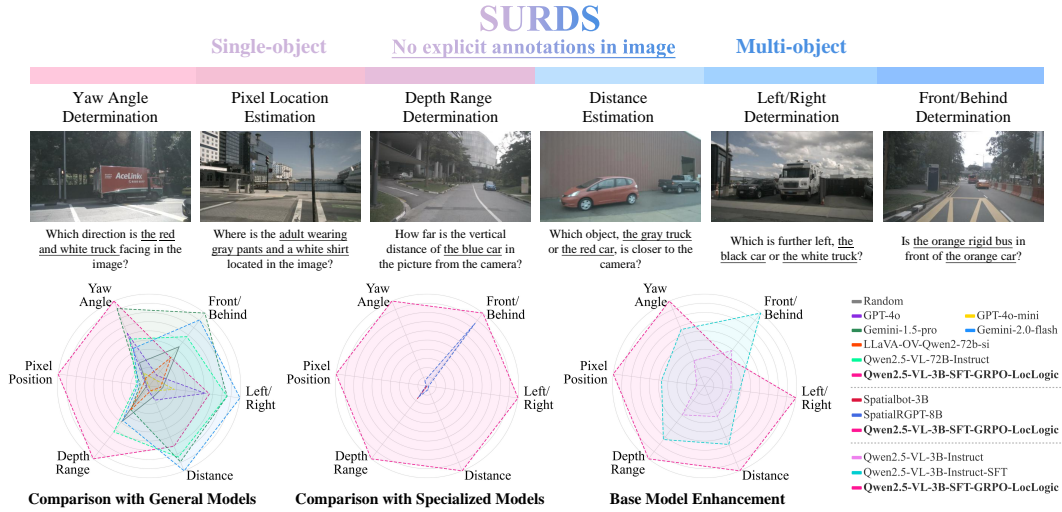 SURDS
Single-object
No explicit annotations in image
Multi-object
Yaw Angle
Determination
Pixel Location
Estimation
Depth Range
Determination
Distance
Estimation
Left/Right
Determination
Front/Behind
Determination
AceLink
Which direction is the red
and white truck facing in the
image?
Where is the adult wearing
gray pants and a white shirt
located in the image?
How far is the vertical
distance of the blue car in
the picture from the camera?
Which object, the gray truck
or the red car, is closer to the
camera?
Which is further left, the
black car or the white truck?
Is the orange rigid bus in
front of the orange car?
Yaw
Angle
Front/
Behind
Pixel
Position
Left/
Right
Depth
Range
Distance
Comparison with General Models
Yaw
Angle
Front/
Behind
Pixel
Position
Left/
Right
Depth
Range
Distance
Comparison with Specialized Models
Yaw
Angle
Front/
Behind
Pixel
Position
Left/
Right
Depth
Range
Distance
Base Model Enhancement
Random
GPT-4o
GPT-4o-mini
Gemini-1.5-pro
Gemini-2.0-flash
LLaVA-OV-Qwen2-72b-si
Qwen2.5-VL-72B-Instruct
Qwen2.5-VL-3B-SFT-GRPO-LocLogic
Spatialbot-3B
SpatialRGPT-8B
Qwen2.5-VL-3B-SFT-GRPO-LocLogic
Qwen2.5-VL-3B-Instruct
Qwen2.5-VL-3B-Instruct-SFT
Qwen2.5-VL-3B-SFT-GRPO-LocLogic